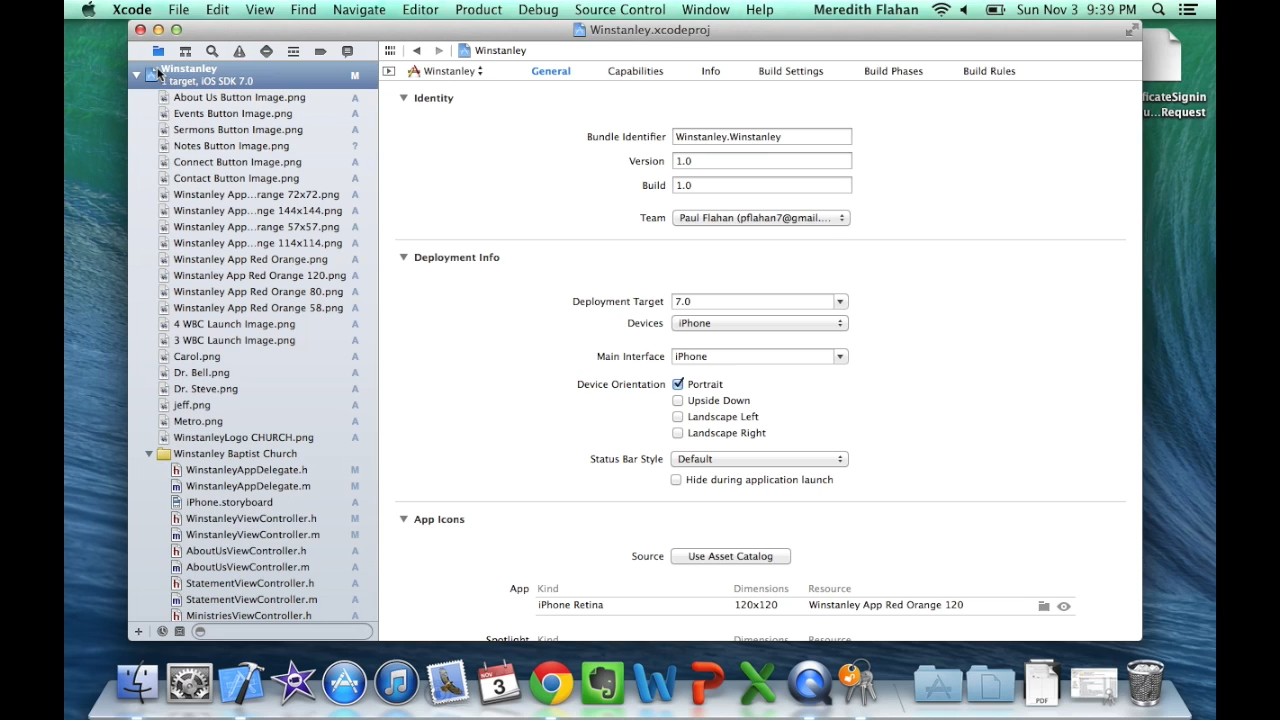 Xcode File Edit View Find Navigate Editor Product Debug Source Control Window Help Meredith Flahan Sun Nov 3 9:39 PM
Winstanley.xcodeproj
Winstanley
Winstanley M
1 target, iOS SDK 7.0
Winstanley General Capabilities Info Build Settings Build Phases Build Rules
About Us Button Image.png A
Events Button Image.png A
Sermons Button Image.png A
Notes Button Image.png ?
Connect Button Image.png A
Contact Button Image.png A
Winstanley App...range 72x72.png A
Winstanley App...nge 144x144.png A
Winstanley App...range 57x57.png A
Winstanley App...nge 114x114.png A
Winstanley App Red Orange.png A
Winstanley App Red Orange 120.png A
Winstanley App Red Orange 80.png A
Winstanley App Red Orange 58.png A
4 WBC Launch Image.png A
3 WBC Launch Image.png A
Carol.png A
Dr. Bell.png A
Dr. Steve.png A
jeff.png A
Metro.png A
WinstanleyLogo CHURCH.png A
Winstanley Baptist Church
WinstanleyAppDelegate.h M
WinstanleyAppDelegate.m M
iPhone.storyboard A
WinstanleyViewController.h M
WinstanleyViewController.m M
AboutUsViewController.h A
AboutUsViewController.m A
StatementViewController.h A
StatementViewController.m A
MinistriesViewController.h A
Identity
Bundle Identifier Winstanley.Winstanley
Version 1.0
Build 1.0
Team Paul Flahan (pflahan7@gmail....
Deployment Info
Deployment Target 7.0
Devices iPhone
Main Interface iPhone
Device Orientation Portrait
Upside Down
Landscape Left
Landscape Right
Status Bar Style Default
Hide during application launch
App Icons
Source Use Asset Catalog
App Kind Dimensions Resource
iPhone Retina 120x120 Winstanley App Red Orange 120
Spotlight Kind Dimensions Resource
ficateSignin
u...Request
NOV
3
PDF